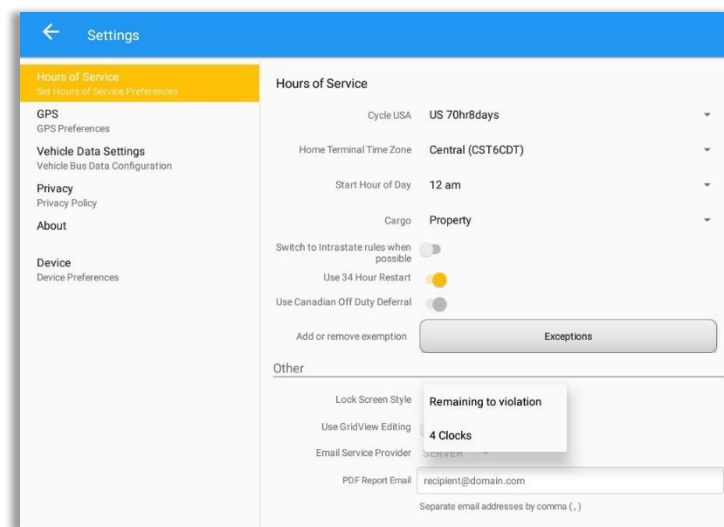 Settings
Hours of Service
Set Hours of Service Preferences
GPS
GPS Preferences
Vehicle Data Settings
Vehicle Bus Data Configuration
Privacy
Privacy Policy
About
Device
Device Preferences
Hours of Service
Cycle USA US 70hr8days
Home Terminal Time Zone Central (CST6CDT)
Start Hour of Day 12 am
Cargo Property
Switch to Intrastate rules when
possible
Use 34 Hour Restart
Use Canadian Off Duty Deferral
Add or remove exemption Exceptions
Other
Lock Screen Style Remaining to violation
Use GridView Editing
4 Clocks
Email Service Provider SERVER
PDF Report Email recipient@domain.com
Separate email addresses by comma (,)